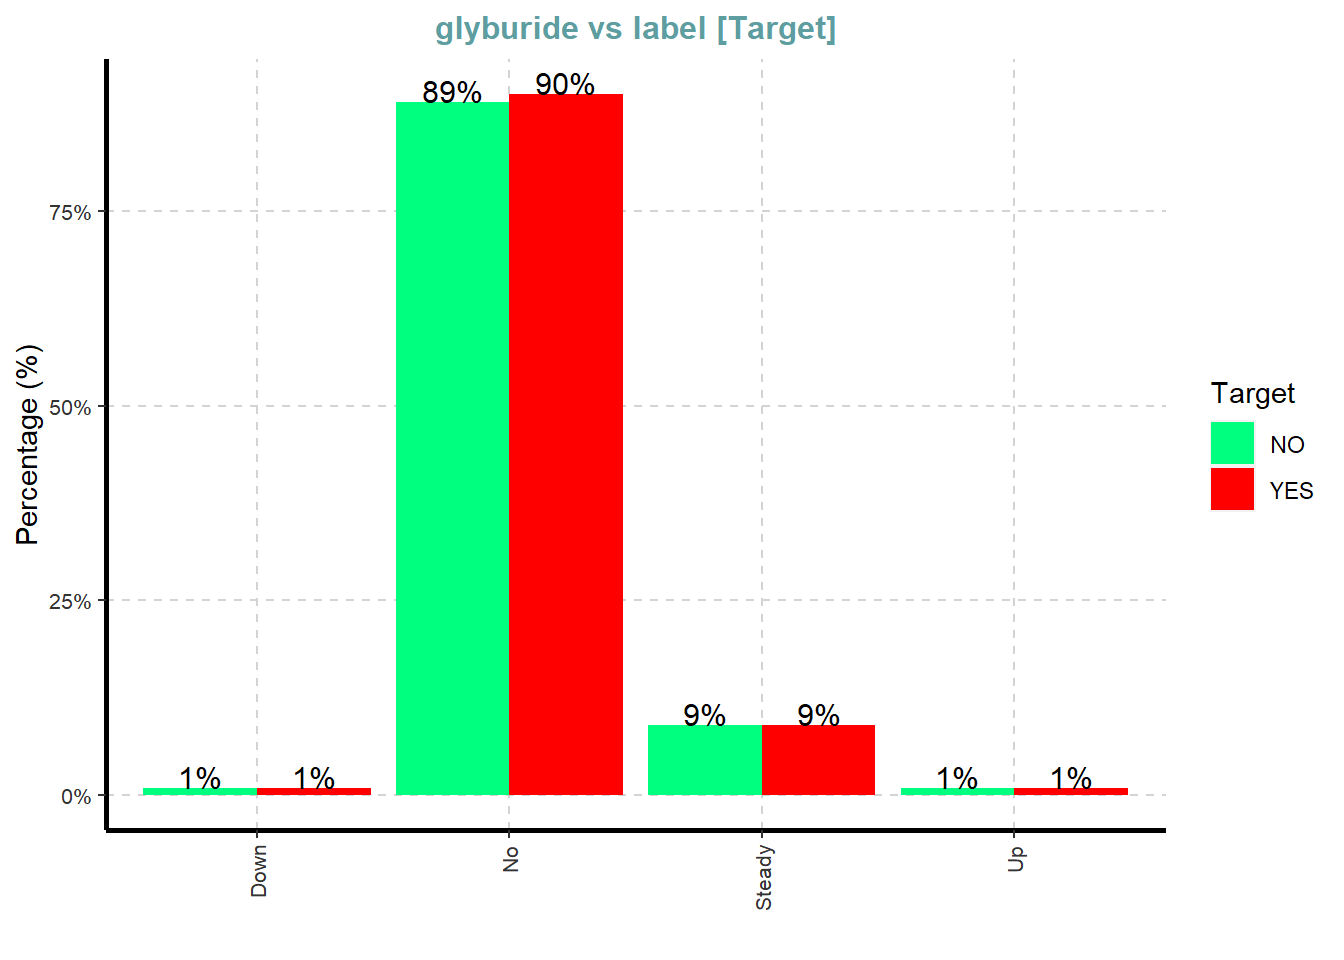 glyburide vs label [Target]
Percentage (%)
75%
50%
25%
0%
1%
1%
89%
90%
9%
9%
1%
1%
Down
No
Steady
Up
Target
NO
YES